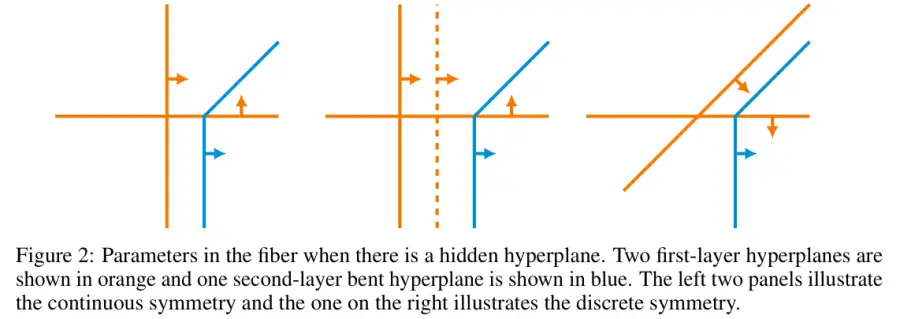 Figure 2: Parameters in the fiber when there is a hidden hyperplane. Two first-layer hyperplanes are
shown in orange and one second-layer bent hyperplane is shown in blue. The left two panels illustrate
the continuous symmetry and the one on the right illustrates the discrete symmetry.